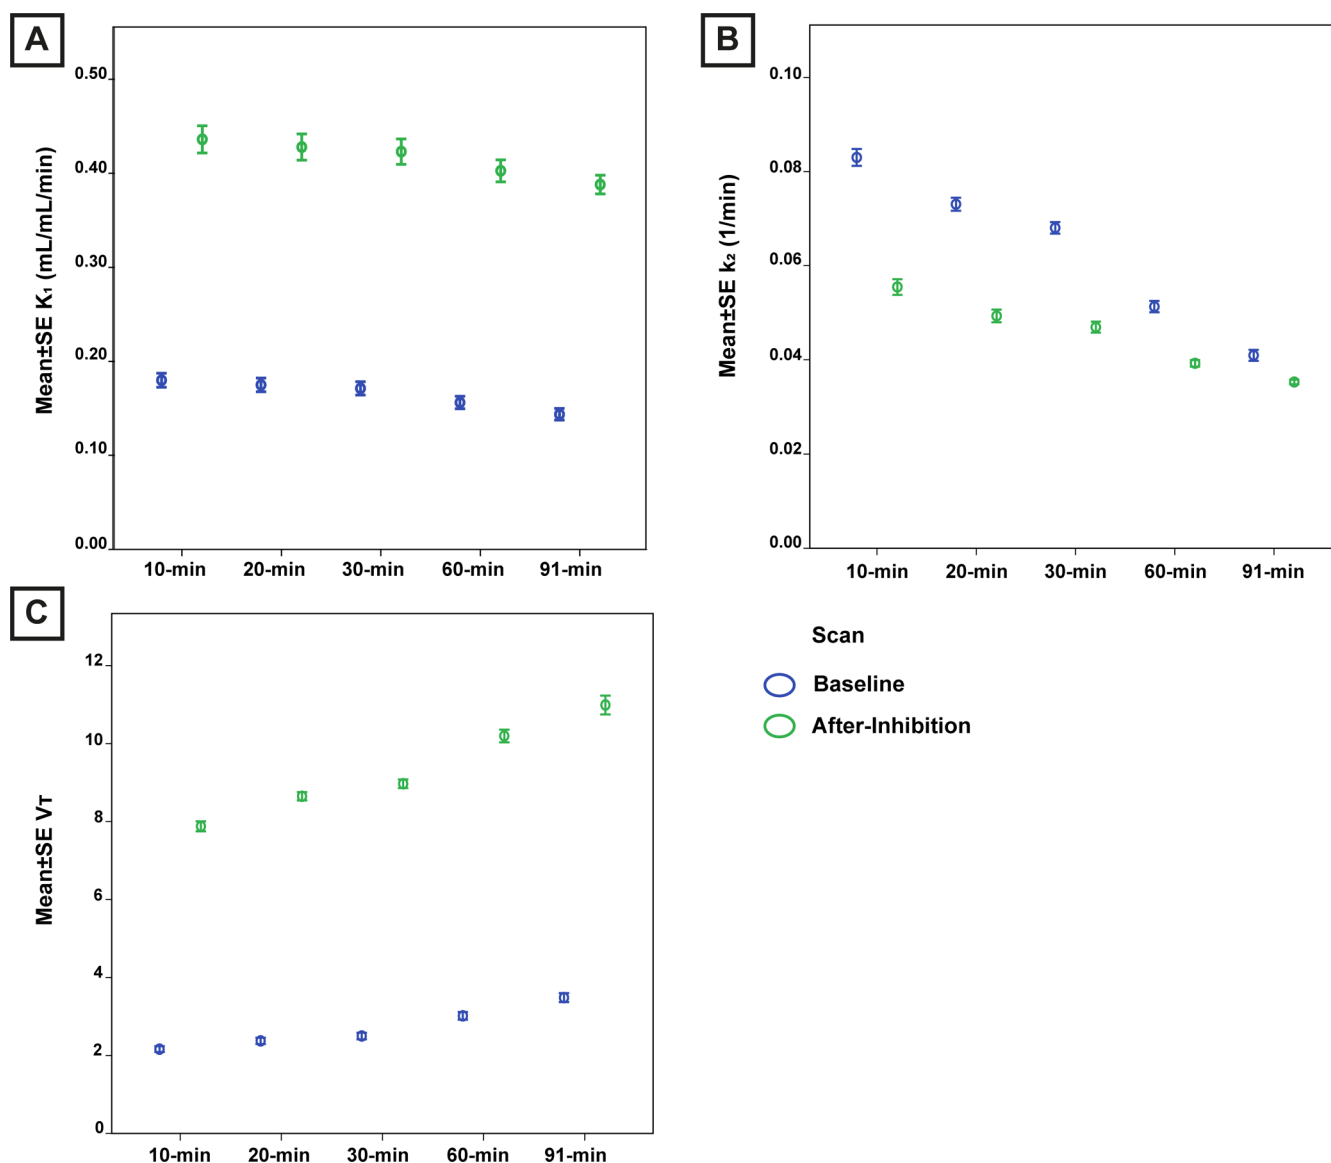 A
Mean±SE K₁ (mL/mL/min)
0.50
0.40
0.30
0.20
0.10
0.00
10-min 20-min 30-min 60-min 91-min
B
Mean±SE k₂ (1/min)
0.10
0.08
0.06
0.04
0.02
0.00
10-min 20-min 30-min 60-min 91-min
C
Mean±SE VT
12
10
8
6
4
2
0
10-min 20-min 30-min 60-min 91-min
Scan
Baseline
After-Inhibition